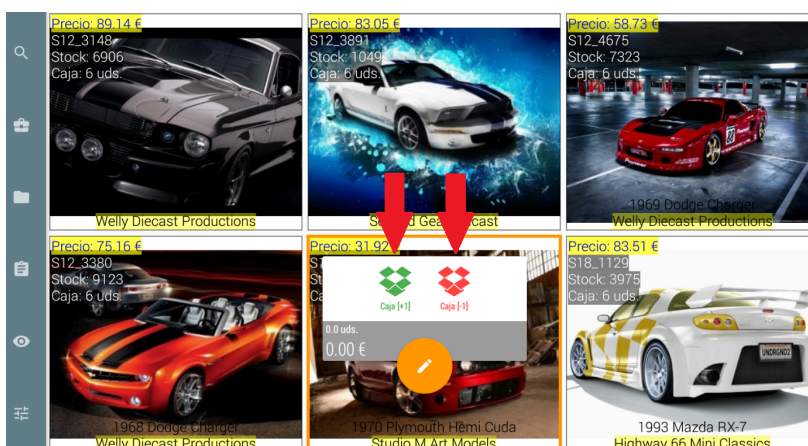 Precio: 89.14 €
S12_3148
Stock: 6906
Caja: 6 uds.
Welly Diecast Productions
Precio: 83.05 €
S12_3891
Stock: 1049
Caja: 6 uds.
Precio: 58.73 €
S12_4675
Stock: 7323
Caja: 6 uds.
23
1969 Dodge Charger
Welly Diecast Productions
Precio: 75.16 €
S12_3380
Stock: 9123
Caja: 6 uds.
1968 Dodge Charger
Welly Diecast Productions
Precio: 31.92
Caja [+1]
Caja [-1]
0.0 uds.
0.00 €
1970 Plymouth Hemi Cuda
Studio M Art Models
Precio: 83.51 €
S18_1129
Stock: 3975
Caja: 6 uds.
UNDRGND2
1993 Mazda RX-7
Highway 66 Mini Classics